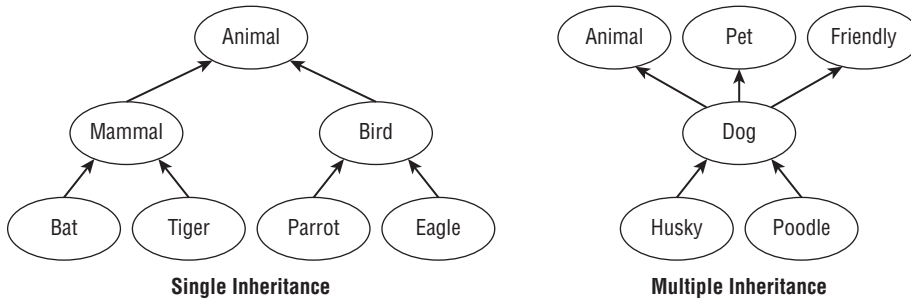 Animal
Mammal
Bird
Bat
Tiger
Parrot
Eagle
Single Inheritance
Animal
Pet
Friendly
Dog
Husky
Poodle
Multiple Inheritance